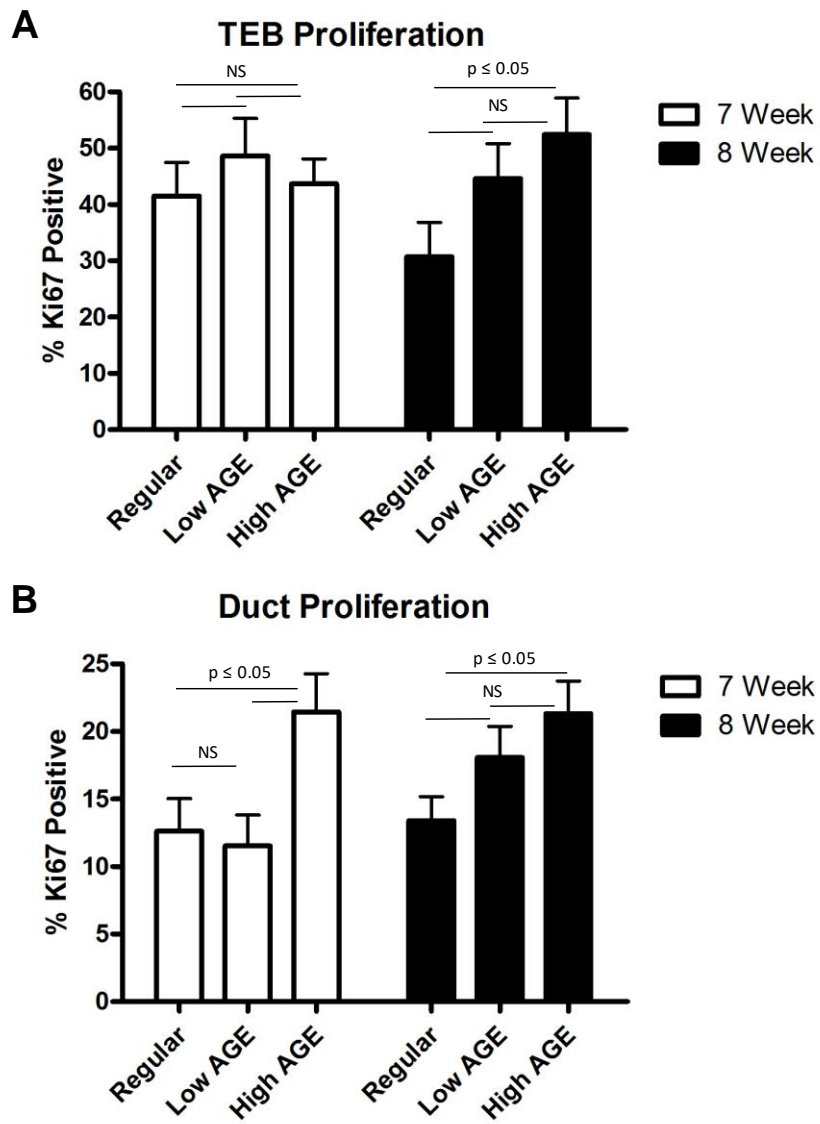 A
TEB Proliferation
NS
p ≤ 0.05
NS
60
50
40
30
20
10
0
% Ki67 Positive
7 Week
8 Week
Regular
Low AGE
High AGE
Regular
Low AGE
High AGE
B
Duct Proliferation
p ≤ 0.05
NS
p ≤ 0.05
NS
25
20
15
10
5
0
% Ki67 Positive
7 Week
8 Week
Regular
Low AGE
High AGE
Regular
Low AGE
High AGE